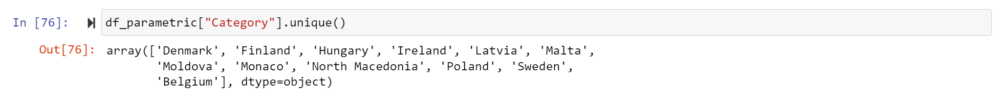 In [76]: df_parametric["Category"].unique()
Out[76]: array(['Denmark', 'Finland', 'Hungary', 'Ireland', 'Latvia', 'Malta',
'Moldova', 'Monaco', 'North Macedonia', 'Poland', 'Sweden',
'Belgium'], dtype=object)